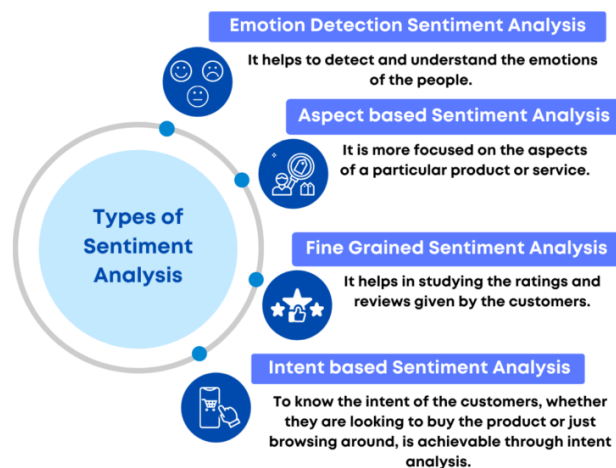 Emotion Detection Sentiment Analysis
It helps to detect and understand the emotions
of the people.
Aspect based Sentiment Analysis
It is more focused on the aspects
of a particular product or service.
Types of
Sentiment
Analysis
Fine Grained Sentiment Analysis
It helps in studying the ratings and
reviews given by the customers.
Intent based Sentiment Analysis
To know the intent of the customers, whether
they are looking to buy the product or just
browsing around, is achievable through intent
analysis.